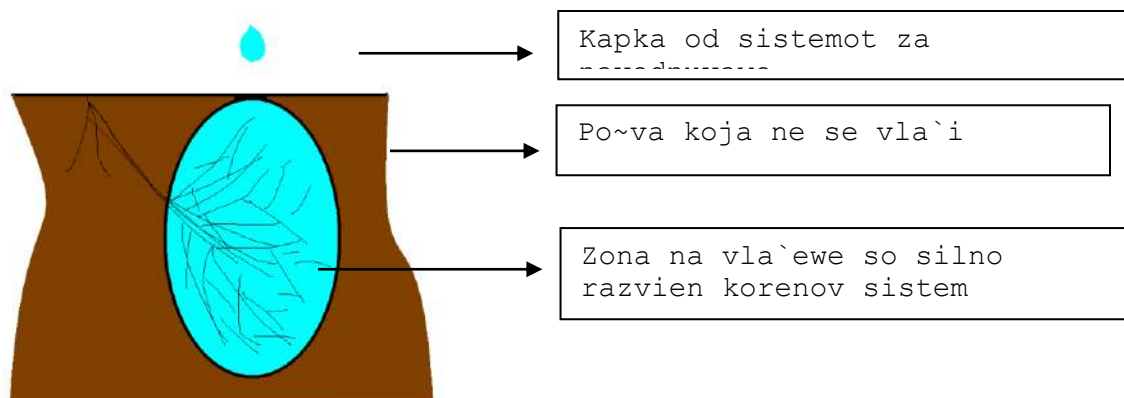 Kapka od sistemot za
Po~va koja ne se vla`i
Zona na vla`ewe so silno
razvien korenov sistem